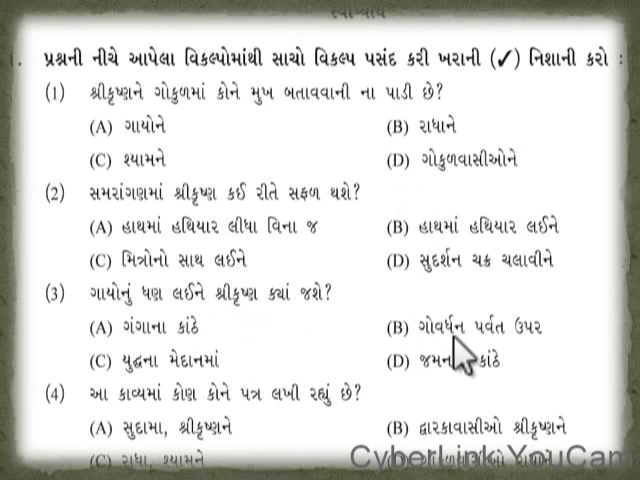 સ્વાધ્યાય
1. પ્રશ્નની નીચે આપેલા વિકલ્પોમાંથી સાચો વિકલ્પ પસંદ કરી ખરાની (✓) નિશાની કરો :
(1) શ્રીકૃષ્ણને ગોકુળમાં કોને મુખ બતાવવાની ના પાડી છે?
(A) ગાયોને (B) રાધાને
(C) શ્યામને (D) ગોકુળવાસીઓને
(2) સમરાંગણમાં શ્રીકૃષ્ણ કઈ રીતે સફળ થશે?
(A) હાથમાં હથિયાર લીધા વિના જ (B) હાથમાં હથિયાર લઈને
(C) મિત્રોનો સાથ લઈને (D) સુદર્શન ચક્ર ચલાવીને
(3) ગાયોનું ધણ લઈને શ્રીકૃષ્ણ ક્યાં જશે?
(A) ગંગાના કાંઠે (B) ગોવર્ધન પર્વત ઉપર
(C) યુદ્ધના મેદાનમાં (D) કાંઠે
(4) આ કાવ્યમાં કોણ કોને પત્ર લખી રહ્યું છે?
(A) સુદામા, શ્રીકૃષ્ણને (B) દ્વારકાવાસીઓ શ્રીકૃષ્ણને
(C) રાધા, શ્યામને રાધાને
CyberLink YouCam